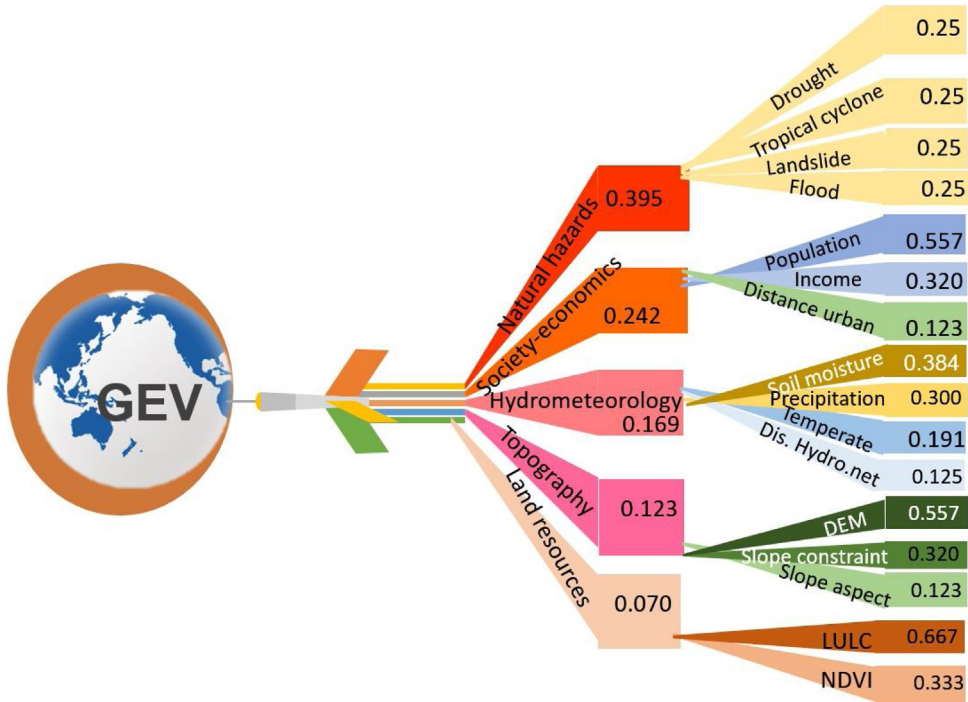 GEV
Natural hazards
0.395
Drought
0.25
Tropical cyclone
0.25
Landslide
0.25
Flood
0.25
Society-economics
0.242
Population
0.557
Income
0.320
Distance urban
0.123
Hydrometeorology
0.169
Soil moisture
0.384
Precipitation
0.300
Temperate
0.191
Dis. Hydro.net
0.125
Topography
0.123
DEM
0.557
Slope constraint
0.320
Slope aspect
0.123
Land resources
0.070
LULC
0.667
NDVI
0.333